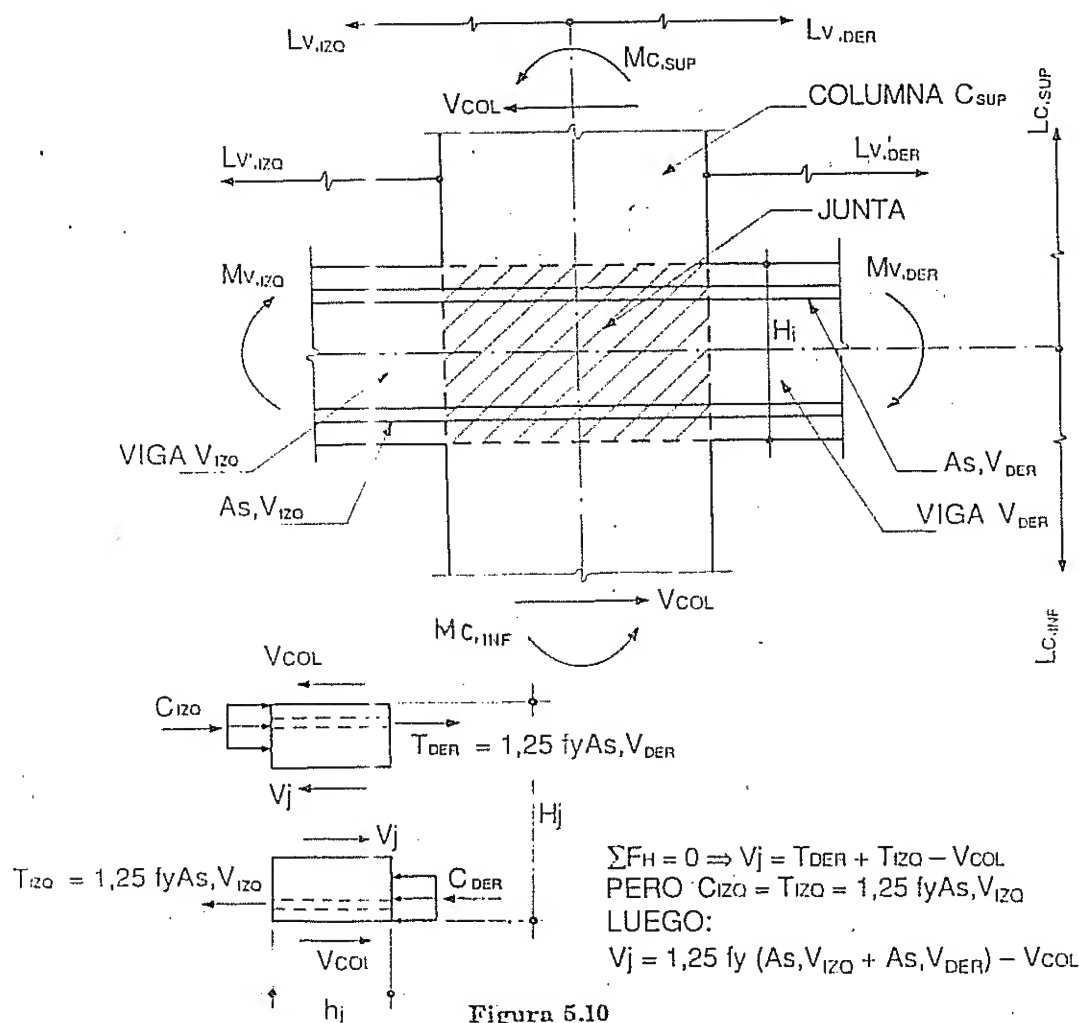 Lv,IZQ
Lv,DER
Mc,SUP
VCOL
COLUMNA CSUP
Lc,SUP
Lv',IZQ
Lv',DER
JUNTA
Mv,IZQ
Mv,DER
Hj
VIGA VIZQ
As,VDER
As,VIZQ
VIGA VDER
VCOL
Mc,INF
Lc,INF
VCOL
CIZQ
TDER = 1,25 fyAs,VDER
Vj
Hj
Vj
TIZQ = 1,25 fyAs,VIZQ
CDER
VCOL
hj
ΣFH = 0 ⇒ Vj = TDER + TIZQ – VCOL
PERO CIZQ = TIZQ = 1,25 fyAs,VIZQ
LUEGO:
Vj = 1,25 fy (As,VIZQ + As,VDER) – VCOL
Figura 5.10